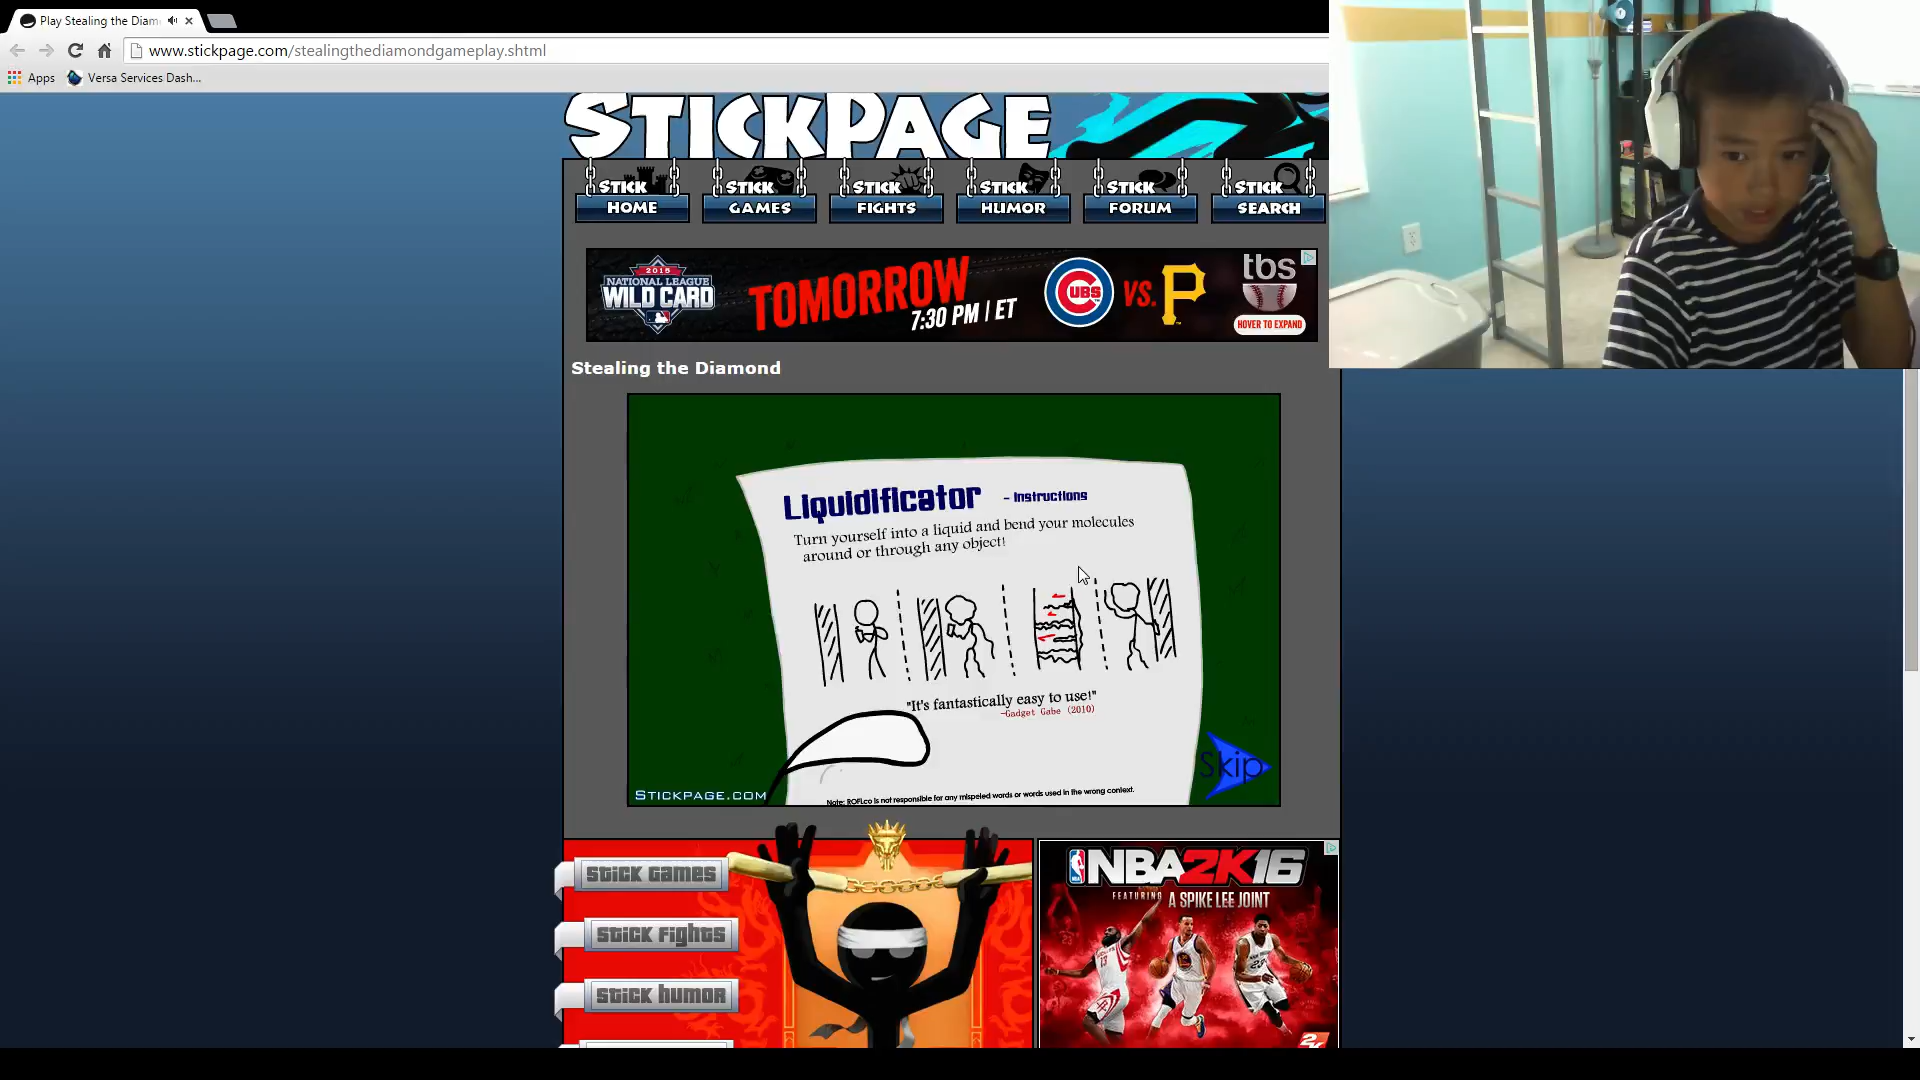 Play Stealing the Diam
www.stickpage.com/stealingthediamondgameplay.shtml
Apps
Versa Services Dash...
STICKPAGE
STICK HOME
STICK GAMES
STICK FIGHTS
STICK HUMOR
STICK FORUM
STICK SEARCH
2015
NATIONAL LEAGUE
WILD CARD
TOMORROW
7:30 PM | ET
CUBS
VS.
P
tbs
HOVER TO EXPAND
Stealing the Diamond
Liquidificator - Instructions
Turn yourself into a liquid and bend your molecules
around or through any object!
"It's fantastically easy to use!"
-Gadget Gabe (2010)
Skip
STICKPAGE.COM
Note: ROFLco is not responsible for any mispeled words or words used in the wrong context.
STICK GAMES
STICK FIGHTS
STICK HUMOR
NBA 2K16
FEATURING A SPIKE LEE JOINT
2K